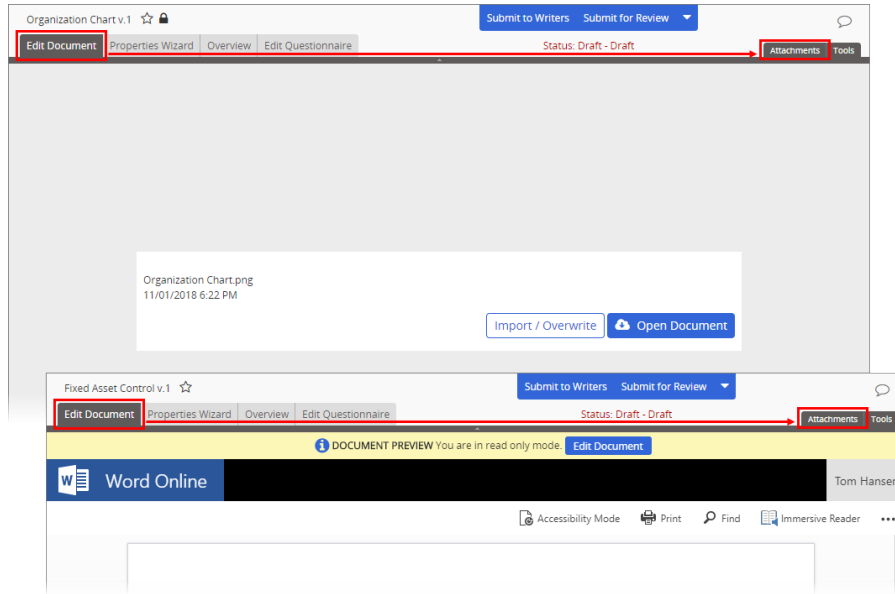 Organization Chart v.1
Submit to Writers Submit for Review
Edit Document Properties Wizard Overview Edit Questionnaire
Status: Draft - Draft
Attachments Tools
Organization Chart.png
11/01/2018 6:22 PM
Import / Overwrite Open Document
Fixed Asset Control v.1
Submit to Writers Submit for Review
Edit Document Properties Wizard Overview Edit Questionnaire
Status: Draft - Draft
Attachments Tools
DOCUMENT PREVIEW You are in read only mode. Edit Document
W Word Online
Tom Hansen
Accessibility Mode Print Find Immersive Reader ...